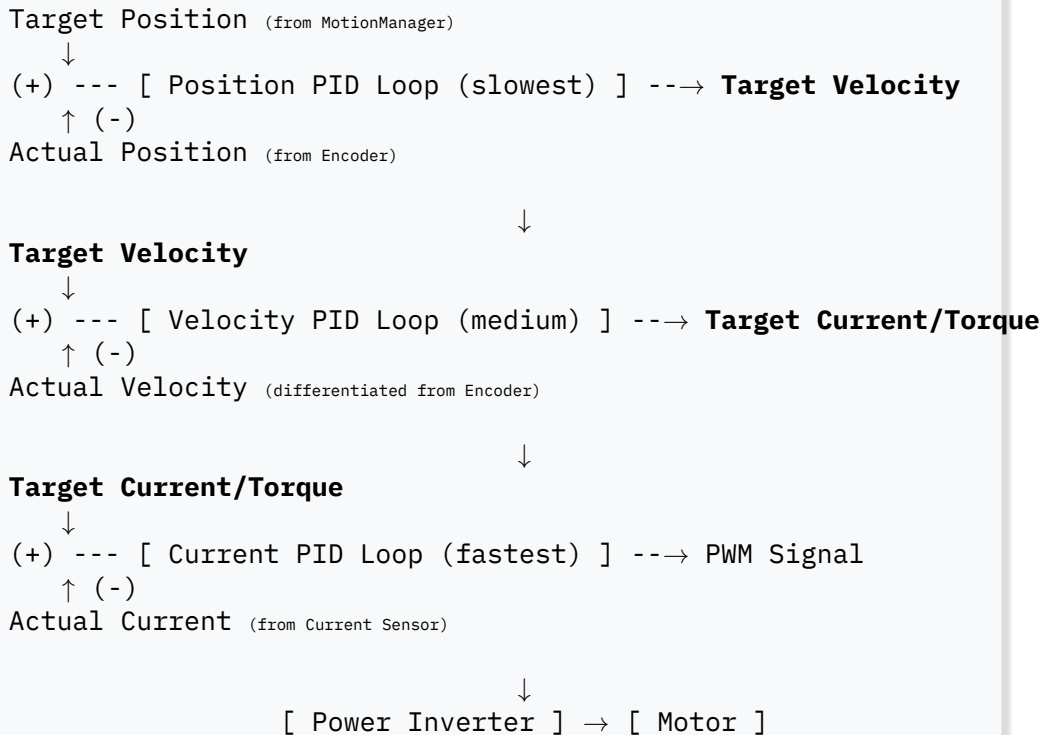 Target Position (from MotionManager)
↓
(+) --- [ Position PID Loop (slowest) ] --→ Target Velocity
↑ (-)
Actual Position (from Encoder)
↓
Target Velocity
↓
(+) --- [ Velocity PID Loop (medium) ] --→ Target Current/Torque
↑ (-)
Actual Velocity (differentiated from Encoder)
↓
Target Current/Torque
↓
(+) --- [ Current PID Loop (fastest) ] --→ PWM Signal
↑ (-)
Actual Current (from Current Sensor)
↓
[ Power Inverter ] → [ Motor ]